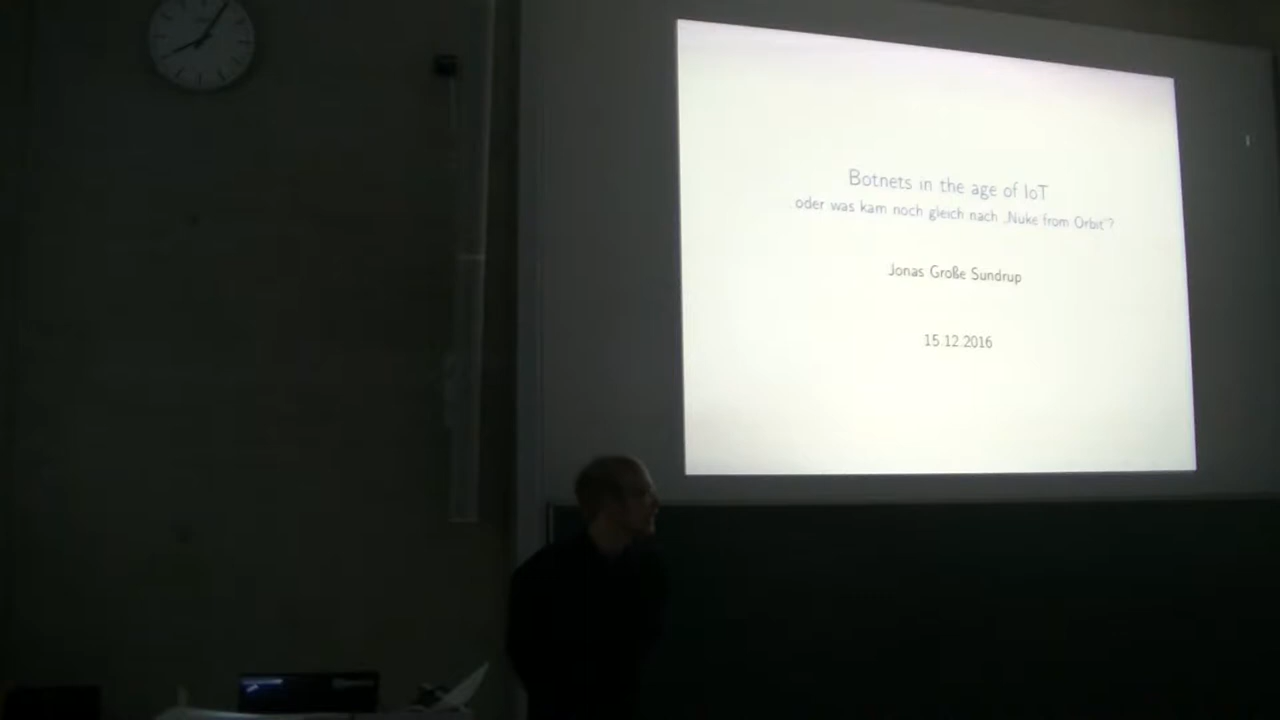 Botnets in the age of IoT
oder was kam noch gleich nach „Nuke from Orbit“?
Jonas Große Sundrup
15.12.2016